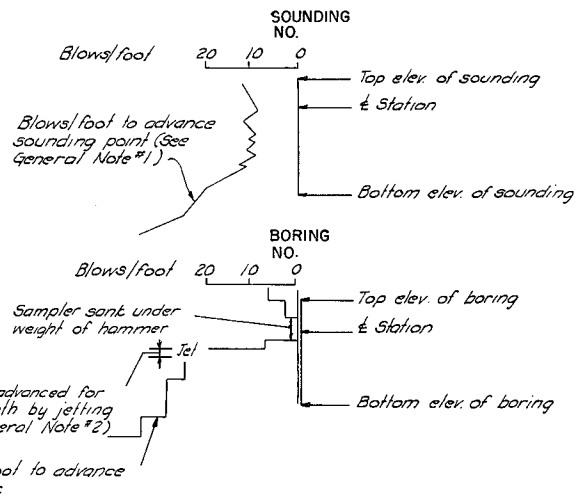 SOUNDING
NO.
Blows/foot 20 10 0
Top elev. of sounding
℄ Station
Blows/foot to advance
sounding point (See
General Note #1)
Bottom elev. of sounding
BORING
NO.
Blows/foot 20 10 0
Top elev. of boring
Sampler sank under
weight of hammer
℄ Station
Jet
advanced for
by jetting
Note #2)
Bottom elev. of boring
to advance